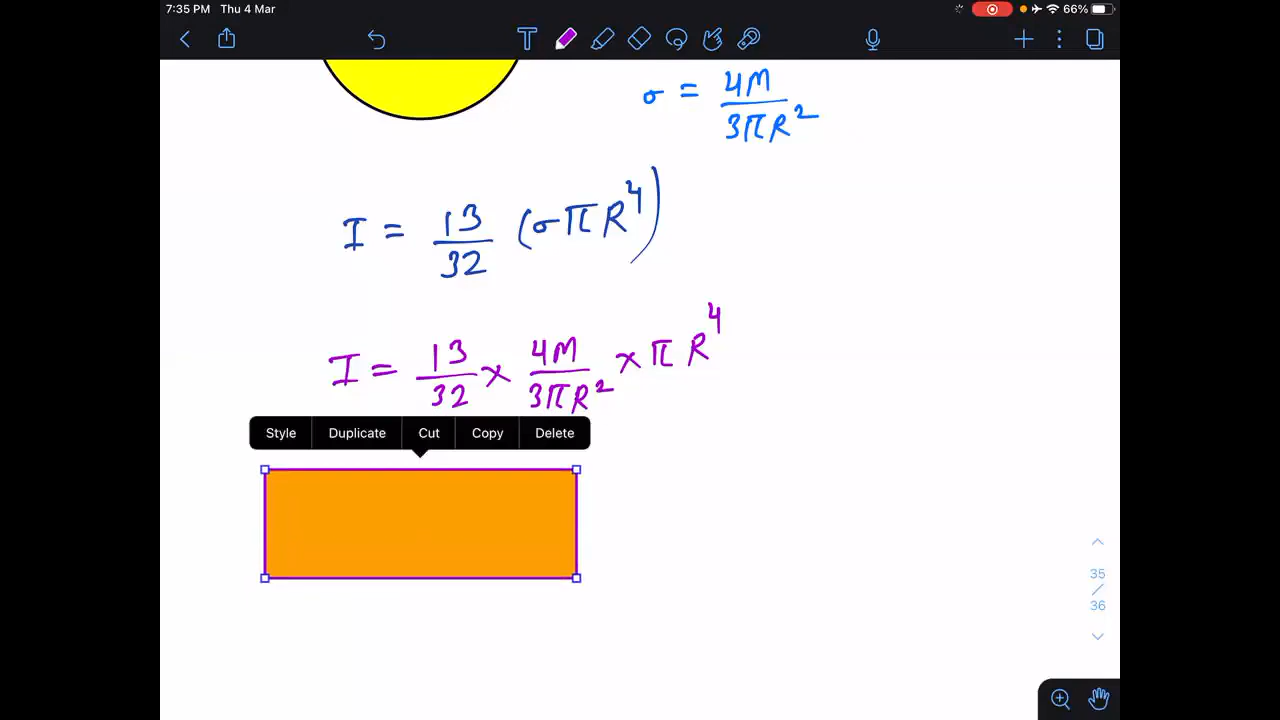 7:35 PM Thu 4 Mar 66%
T
σ = 4M / 3πR²
I = 13/32 (σπR⁴)
I = 13/32 × 4M/3πR² × πR⁴
Style Duplicate Cut Copy Delete
35
/
36